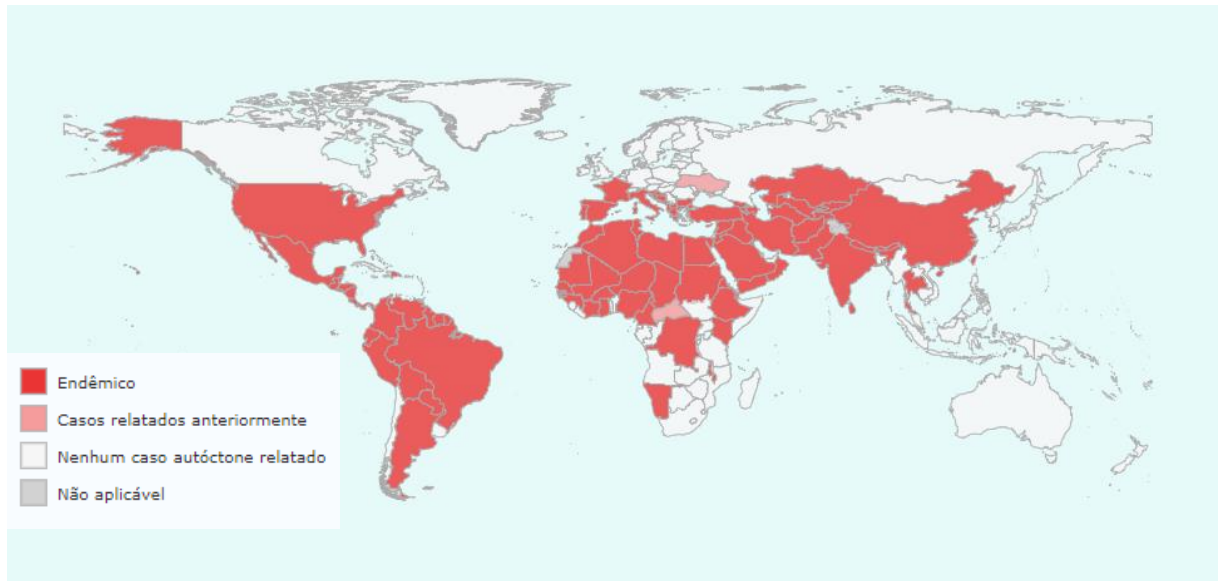 Endêmico
Casos relatados anteriormente
Nenhum caso autóctone relatado
Não aplicável